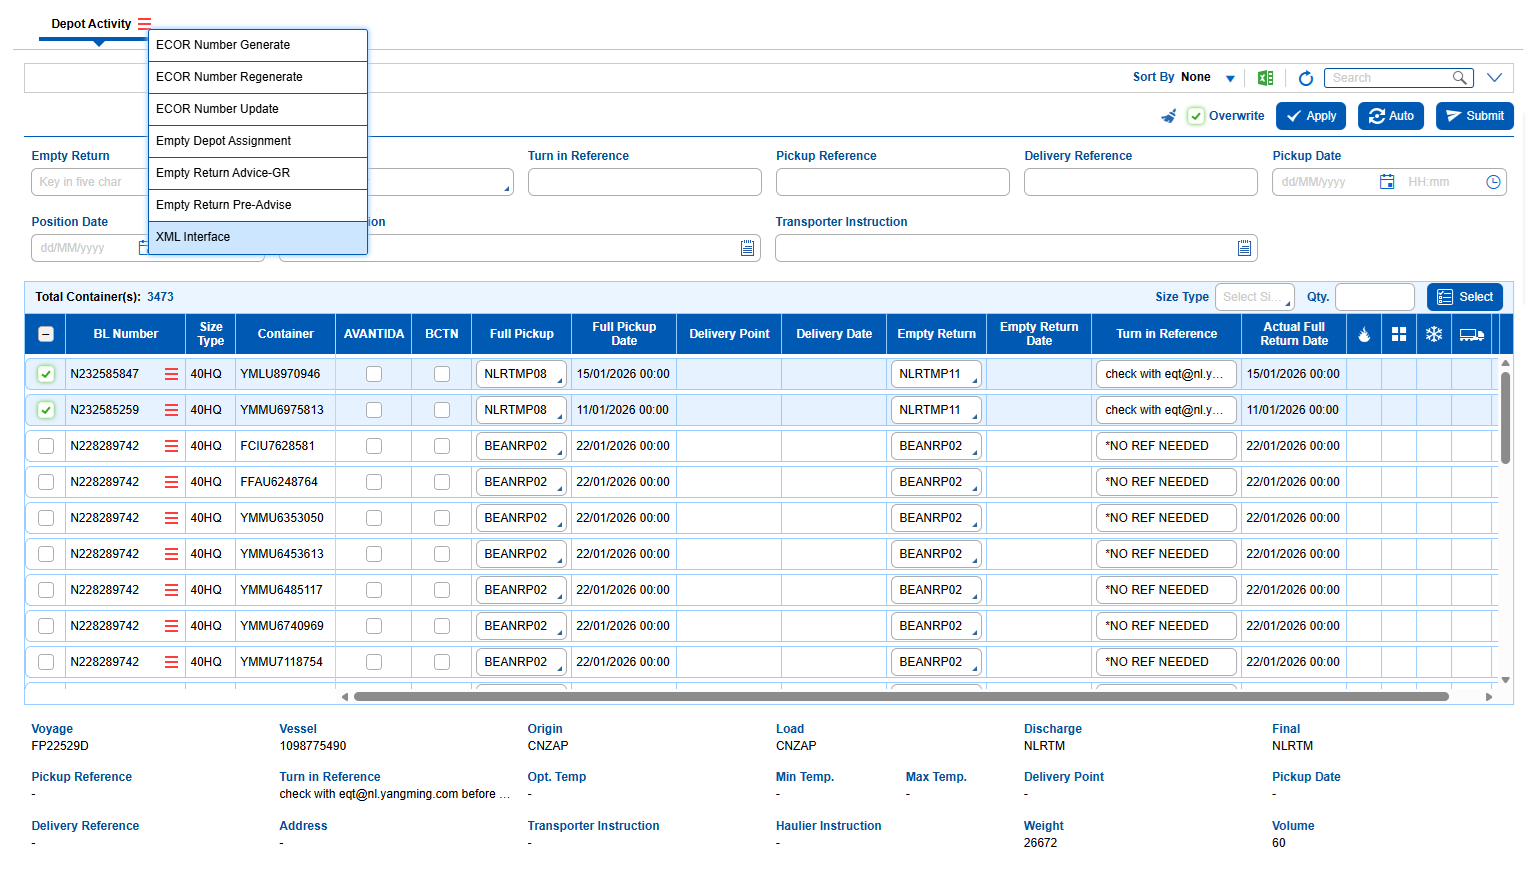 Depot Activity
ECOR Number Generate
ECOR Number Regenerate
ECOR Number Update
Empty Depot Assignment
Empty Return Advice-GR
Empty Return Pre-Advise
XML Interface
Sort By None Search
Overwrite Apply Auto Submit
Empty Return Turn in Reference Pickup Reference Delivery Reference Pickup Date
Key in five char dd/MM/yyyy HH:mm
Position Date ion Transporter Instruction
dd/MM/yyyy
Total Container(s): 3473 Size Type Select Si... Qty. Select
BL Number Size Type Container AVANTIDA BCTN Full Pickup Full Pickup Date Delivery Point Delivery Date Empty Return Empty Return Date Turn in Reference Actual Full Return Date
N232585847 40HQ YMLU8970946 NLRTMP08 15/01/2026 00:00 NLRTMP11 check with eqt@nl.y... 15/01/2026 00:00
N232585259 40HQ YMMU6975813 NLRTMP08 11/01/2026 00:00 NLRTMP11 check with eqt@nl.y... 11/01/2026 00:00
N228289742 40HQ FCIU7628581 BEANRP02 22/01/2026 00:00 BEANRP02 *NO REF NEEDED 22/01/2026 00:00
N228289742 40HQ FFAU6248764 BEANRP02 22/01/2026 00:00 BEANRP02 *NO REF NEEDED 22/01/2026 00:00
N228289742 40HQ YMMU6353050 BEANRP02 22/01/2026 00:00 BEANRP02 *NO REF NEEDED 22/01/2026 00:00
N228289742 40HQ YMMU6453613 BEANRP02 22/01/2026 00:00 BEANRP02 *NO REF NEEDED 22/01/2026 00:00
N228289742 40HQ YMMU6485117 BEANRP02 22/01/2026 00:00 BEANRP02 *NO REF NEEDED 22/01/2026 00:00
N228289742 40HQ YMMU6740969 BEANRP02 22/01/2026 00:00 BEANRP02 *NO REF NEEDED 22/01/2026 00:00
N228289742 40HQ YMMU7118754 BEANRP02 22/01/2026 00:00 BEANRP02 *NO REF NEEDED 22/01/2026 00:00
Voyage Vessel Origin Load Discharge Final
FP22529D 1098775490 CNZAP CNZAP NLRTM NLRTM
Pickup Reference Turn in Reference Opt. Temp Min Temp. Max Temp. Delivery Point Pickup Date
- check with eqt@nl.yangming.com before ... - - - - -
Delivery Reference Address Transporter Instruction Haulier Instruction Weight Volume
- - - - 26672 60